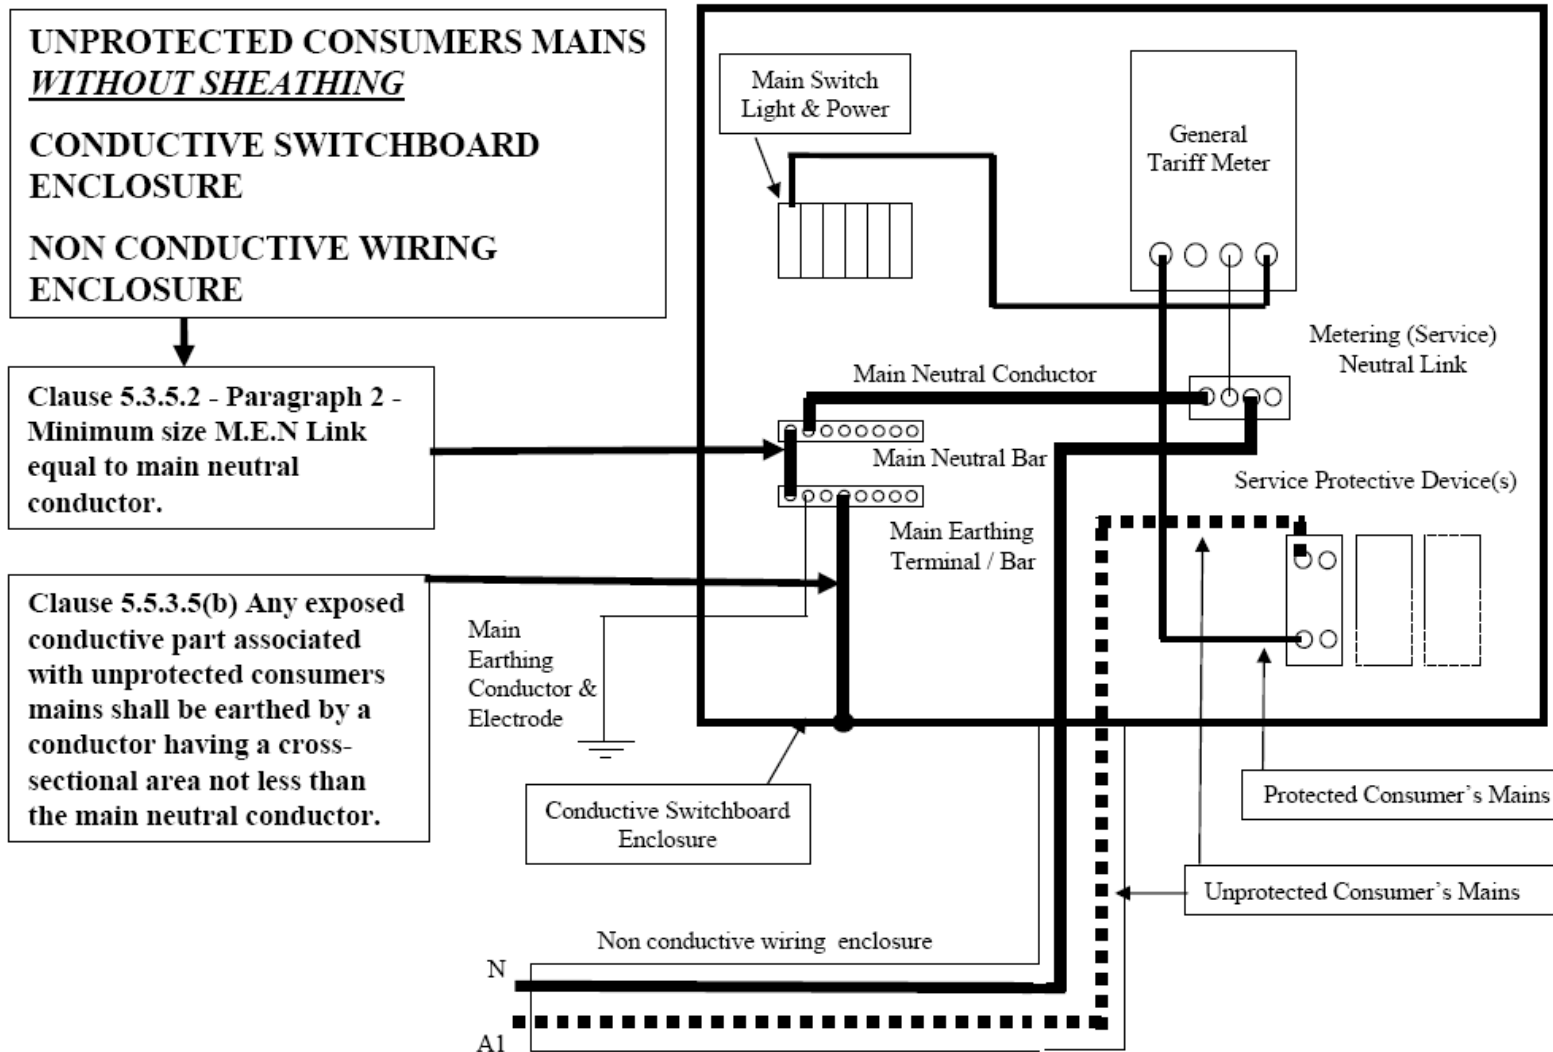 UNPROTECTED CONSUMERS MAINS
WITHOUT SHEATHING
CONDUCTIVE SWITCHBOARD
ENCLOSURE
NON CONDUCTIVE WIRING
ENCLOSURE
Clause 5.3.5.2 - Paragraph 2 -
Minimum size M.E.N Link
equal to main neutral
conductor.
Clause 5.5.3.5(b) Any exposed
conductive part associated
with unprotected consumers
mains shall be earthed by a
conductor having a cross-
sectional area not less than
the main neutral conductor.
Main Switch
Light & Power
General
Tariff Meter
Metering (Service)
Neutral Link
Main Neutral Conductor
Main Neutral Bar
Service Protective Device(s)
Main Earthing
Terminal / Bar
Main
Earthing
Conductor &
Electrode
Conductive Switchboard
Enclosure
Protected Consumer’s Mains
Unprotected Consumer’s Mains
Non conductive wiring enclosure
N
A1